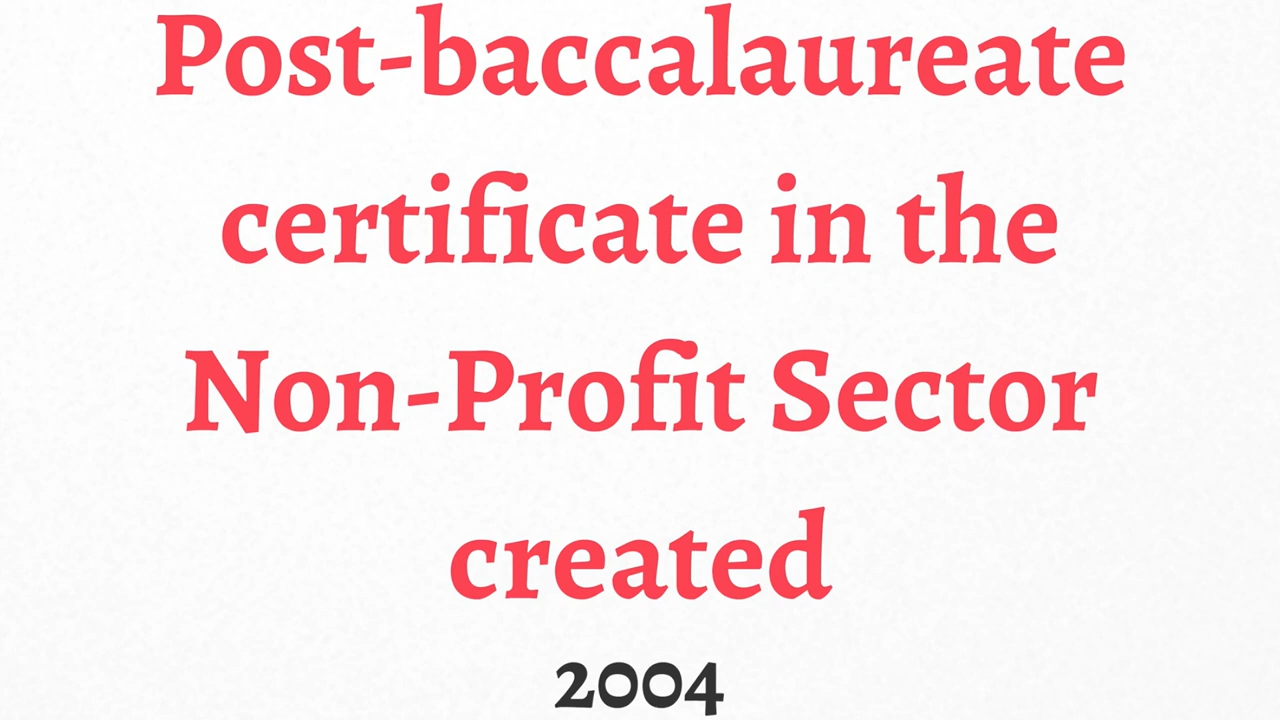 Post-baccalaureate
certificate in the
Non-Profit Sector
created
2004